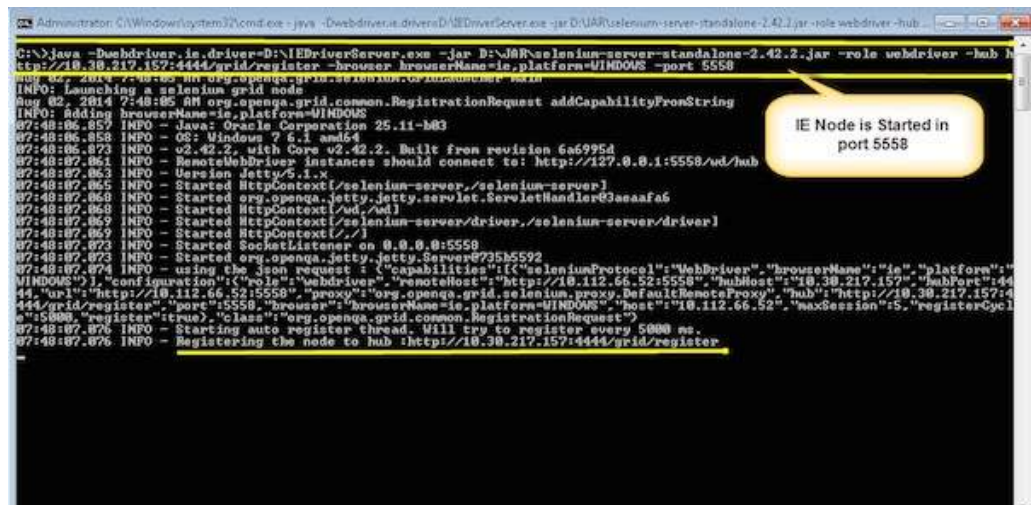 Administrator: C:\Windows\system32\cmd.exe - java -Dwebdriver.ie.driver=D:\IEDriverServer.exe -jar D:\JAR\selenium-server-standalone-2.42.2.jar -role webdriver -hub ...
C:\>java -Dwebdriver.ie.driver=D:\IEDriverServer.exe -jar D:\JAR\selenium-server-standalone-2.42.2.jar -role webdriver -hub h
ttp://10.30.217.157:4444/grid/register -browser browserName=ie,platform=WINDOWS -port 5558
Aug 02, 2014 7:48:05 AM org.openqa.grid.selenium.GridLauncher main
INFO: Launching a selenium grid node
Aug 02, 2014 7:48:05 AM org.openqa.grid.common.RegistrationRequest addCapabilityFromString
INFO: Adding browserName=ie,platform=WINDOWS
07:48:06.857 INFO - Java: Oracle Corporation 25.11-b03
07:48:06.858 INFO - OS: Windows 7 6.1 amd64
07:48:06.873 INFO - v2.42.2, with Core v2.42.2. Built from revision 6a6995d
07:48:07.061 INFO - RemoteWebDriver instances should connect to: http://127.0.0.1:5558/wd/hub
07:48:07.063 INFO - Version Jetty/5.1.x
07:48:07.065 INFO - Started HttpContext[/selenium-server,/selenium-server]
07:48:07.068 INFO - Started org.openqa.jetty.jetty.servlet.ServletHandler@3aeaafa6
07:48:07.068 INFO - Started HttpContext[/wd,/wd]
07:48:07.069 INFO - Started HttpContext[/selenium-server/driver,/selenium-server/driver]
07:48:07.069 INFO - Started HttpContext[/,/]
07:48:07.073 INFO - Started SocketListener on 0.0.0.0:5558
07:48:07.073 INFO - Started org.openqa.jetty.jetty.Server@735b5592
07:48:07.074 INFO - using the json request : {"capabilities":[{"seleniumProtocol":"WebDriver","browserName":"ie","platform":"
WINDOWS"}],"configuration":{"role":"webdriver","remoteHost":"http://10.112.66.52:5558","hubHost":"10.30.217.157","hubPort":44
44,"url":"http://10.112.66.52:5558","proxy":"org.openqa.grid.selenium.proxy.DefaultRemoteProxy","hub":"http://10.30.217.157:4
444/grid/register","port":5558,"browser":"browserName=ie,platform=WINDOWS","host":"10.112.66.52","maxSession":5,"registerCycl
e":5000,"register":true},"class":"org.openqa.grid.common.RegistrationRequest"}
07:48:07.076 INFO - Starting auto register thread. Will try to register every 5000 ms.
07:48:07.076 INFO - Registering the node to hub :http://10.30.217.157:4444/grid/register
IE Node is Started in
port 5558